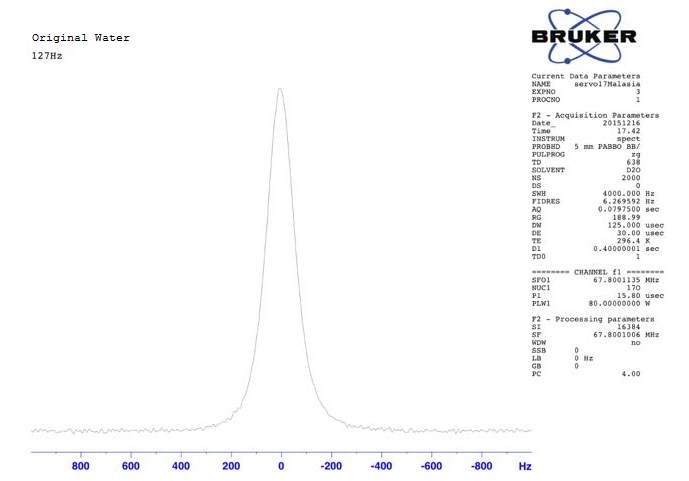 Original Water
127Hz
BRUKER
Current Data Parameters
NAME servo17Malasia
EXPNO 3
PROCNO 1
F2 - Acquisition Parameters
Date_ 20151216
Time 17.42
INSTRUM spect
PROBHD 5 mm PABBO BB/
PULPROG zg
TD 638
SOLVENT D2O
NS 2000
DS 0
SWH 4000.000 Hz
FIDRES 6.269592 Hz
AQ 0.0797500 sec
RG 188.99
DW 125.000 usec
DE 30.00 usec
TE 296.4 K
D1 0.40000001 sec
TD0 1
======== CHANNEL f1 ========
SFO1 67.8001135 MHz
NUC1 17O
P1 15.80 usec
PLW1 80.00000000 W
F2 - Processing parameters
SI 16384
SF 67.8001006 MHz
WDW no
SSB 0
LB 0 Hz
GB 0
PC 4.00
800 600 400 200 0 -200 -400 -600 -800 Hz